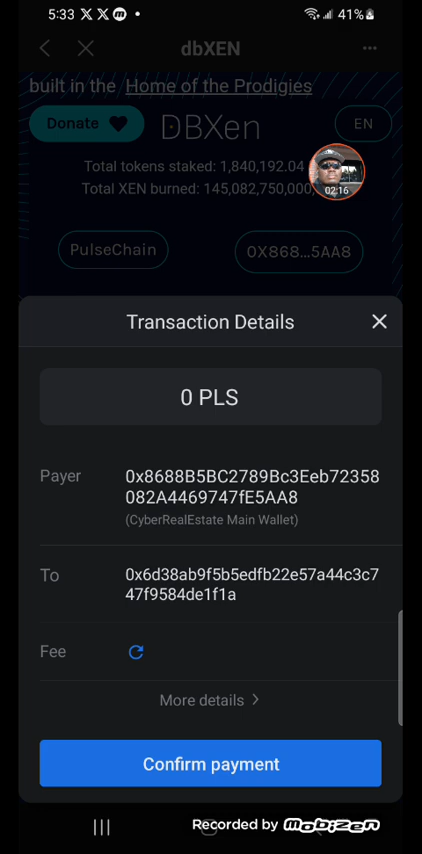 5:33
41%
dbXEN
built in the Home of the Prodigies
Donate
DBXen
EN
Total tokens staked: 1,840,192.04
Total XEN burned: 145,082,750,000,
02:16
PulseChain
0X868...5AA8
Transaction Details
0 PLS
Payer
0x8688B5BC2789Bc3Eeb72358
082A4469747fE5AA8
(CyberRealEstate Main Wallet)
To
0x6d38ab9f5b5edfb22e57a44c3c7
47f9584de1f1a
Fee
More details
Confirm payment
Recorded by mobizen